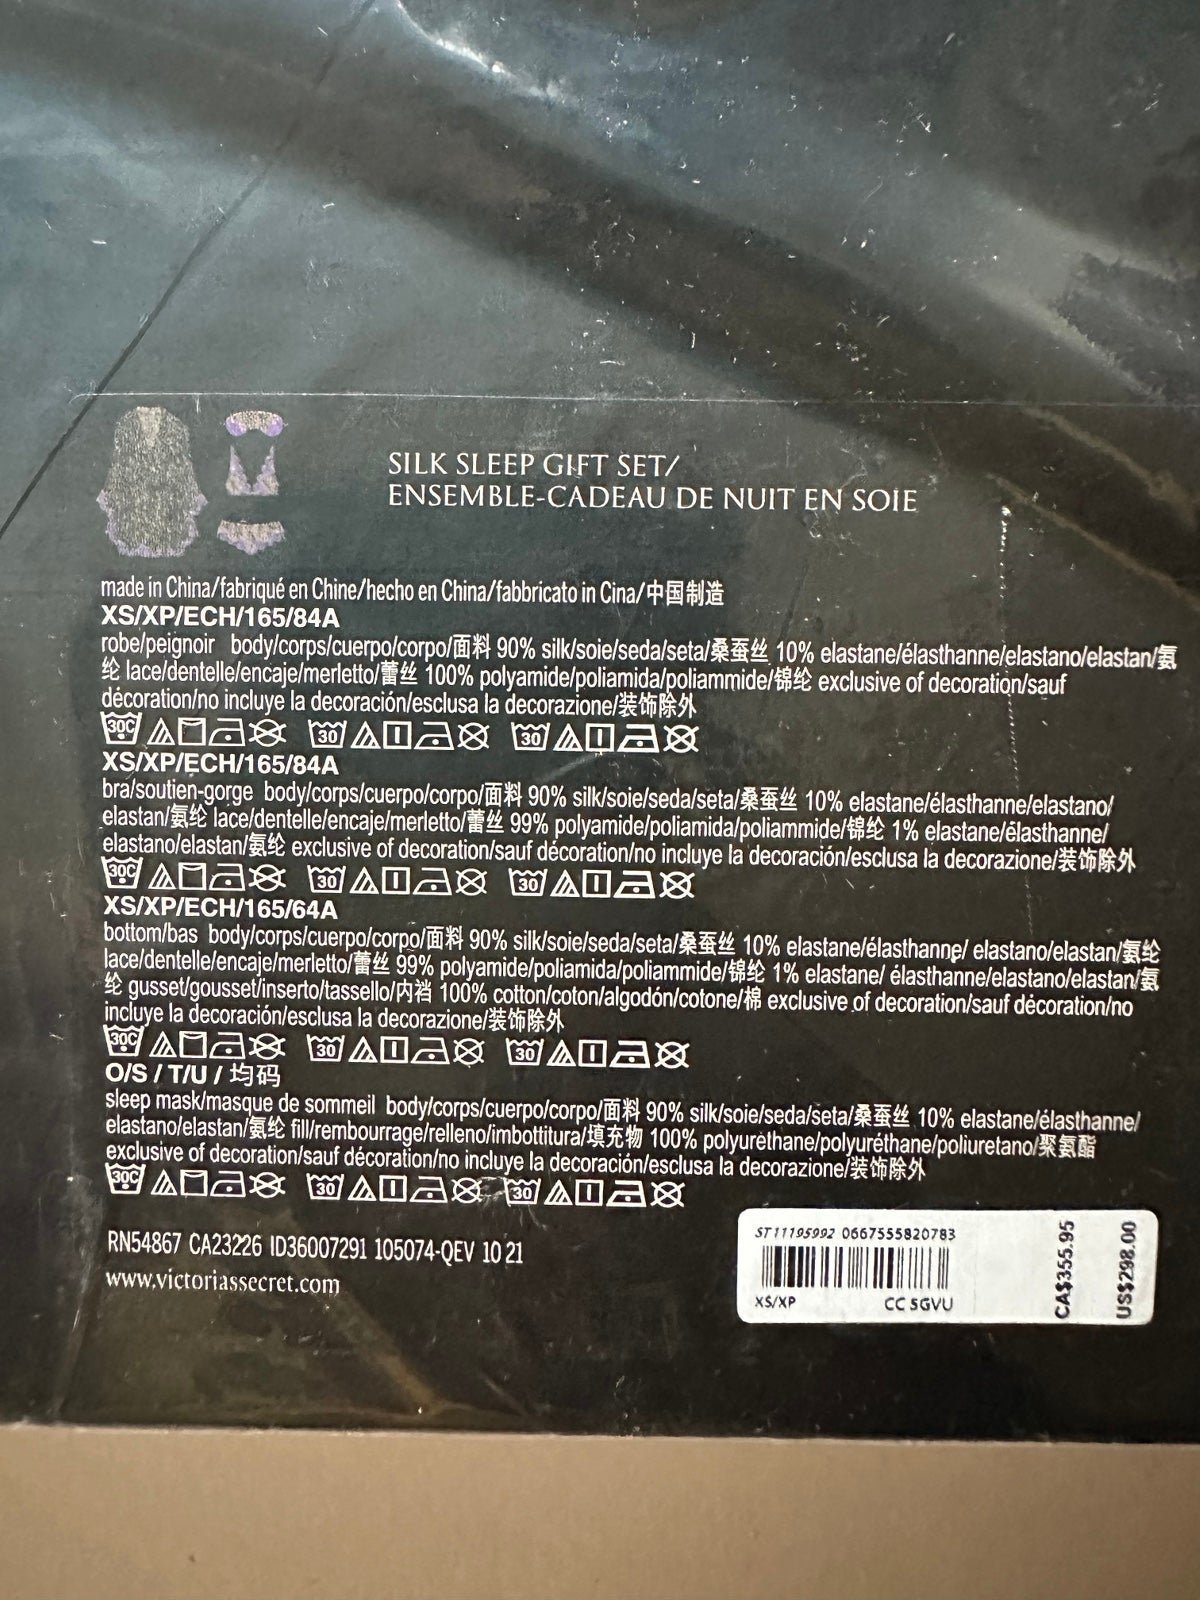 SILK SLEEP GIFT SET/
ENSEMBLE-CADEAU DE NUIT EN SOIE
made in China/fabriqué en Chine/hecho en China/fabbricato in Cina/中国制造
XS/XP/ECH/165/84A
robe/peignoir body/corps/cuerpo/corpo/面料 90% silk/soie/seda/seta/桑蚕丝 10% elastane/élasthanne/elastano/elastan/氨
纶 lace/dentelle/encaje/merletto/蕾丝 100% polyamide/poliamida/poliammide/锦纶 exclusive of decoration/sauf
décoration/no incluye la decoración/esclusa la decorazione/装饰除外
30C 30 30
XS/XP/ECH/165/84A
bra/soutien-gorge body/corps/cuerpo/corpo/面料 90% silk/soie/seda/seta/桑蚕丝 10% elastane/élasthanne/elastano/
elastan/氨纶 lace/dentelle/encaje/merletto/蕾丝 99% polyamide/poliamida/poliammide/锦纶 1% elastane/élasthanne/
elastano/elastan/氨纶 exclusive of decoration/sauf décoration/no incluye la decoración/esclusa la decorazione/装饰除外
30C 30 30
XS/XP/ECH/165/64A
bottom/bas body/corps/cuerpo/corpo/面料 90% silk/soie/seda/seta/桑蚕丝 10% elastane/élasthanne/ elastano/elastan/氨纶
lace/dentelle/encaje/merletto/蕾丝 99% polyamide/poliamida/poliammide/锦纶 1% elastane/ élasthanne/elastano/elastan/氨
纶 gusset/gousset/inserto/tassello/内裆 100% cotton/coton/algodón/cotone/棉 exclusive of decoration/sauf décoration/no
incluye la decoración/esclusa la decorazione/装饰除外
30C 30 30
O/S / T/U / 均码
sleep mask/masque de sommeil body/corps/cuerpo/corpo/面料 90% silk/soie/seda/seta/桑蚕丝 10% elastane/élasthanne/
elastano/elastan/氨纶 fill/rembourrage/relleno/imbottitura/填充物 100% polyuréthane/polyuréthane/poliuretano/聚氨酯
exclusive of decoration/sauf décoration/no incluye la decoración/esclusa la decorazione/装饰除外
30C 30 30
RN54867 CA23226 ID36007291 105074-QEV 10 21
www.victoriassecret.com
ST11195992 0667555820783
XS/XP CC 5GVU
CA$355.95
US$298.00